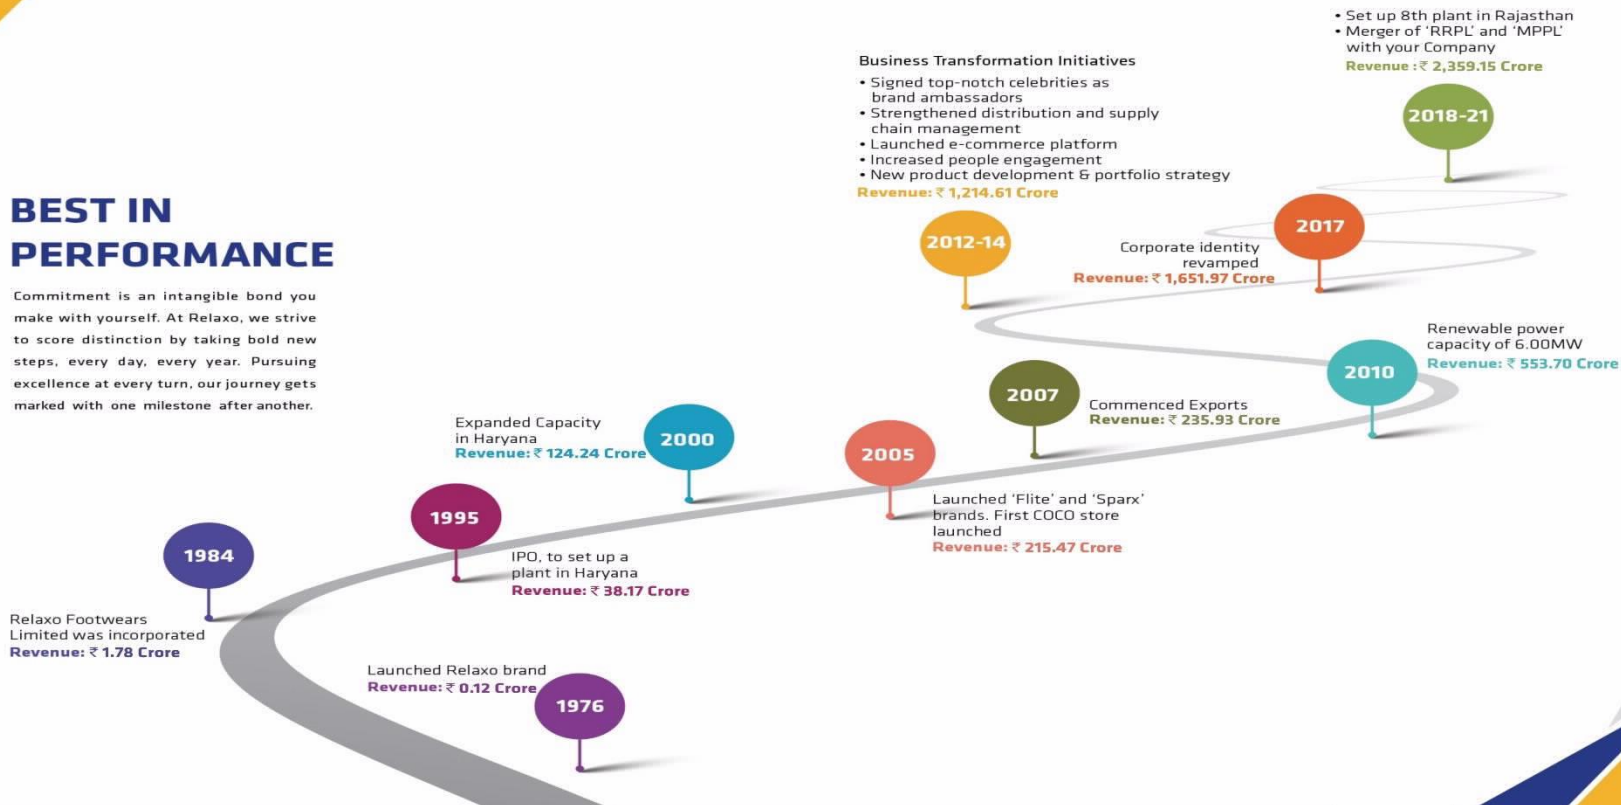 BEST IN
PERFORMANCE
Commitment is an intangible bond you
make with yourself. At Relaxo, we strive
to score distinction by taking bold new
steps, every day, every year. Pursuing
excellence at every turn, our journey gets
marked with one milestone after another.
1976
Launched Relaxo brand
Revenue: ₹ 0.12 Crore
1984
Relaxo Footwears
Limited was incorporated
Revenue: ₹ 1.78 Crore
1995
IPO, to set up a
plant in Haryana
Revenue: ₹ 38.17 Crore
2000
Expanded Capacity
in Haryana
Revenue: ₹ 124.24 Crore
2005
Launched ‘Flite’ and ‘Sparx’
brands. First COCO store
launched
Revenue: ₹ 215.47 Crore
2007
Commenced Exports
Revenue: ₹ 235.93 Crore
2010
Renewable power
capacity of 6.00MW
Revenue: ₹ 553.70 Crore
2012-14
Business Transformation Initiatives
• Signed top-notch celebrities as
brand ambassadors
• Strengthened distribution and supply
chain management
• Launched e-commerce platform
• Increased people engagement
• New product development & portfolio strategy
Revenue: ₹ 1,214.61 Crore
2017
Corporate identity
revamped
Revenue: ₹ 1,651.97 Crore
2018-21
• Set up 8th plant in Rajasthan
• Merger of ‘RRPL’ and ‘MPPL’
with your Company
Revenue : ₹ 2,359.15 Crore